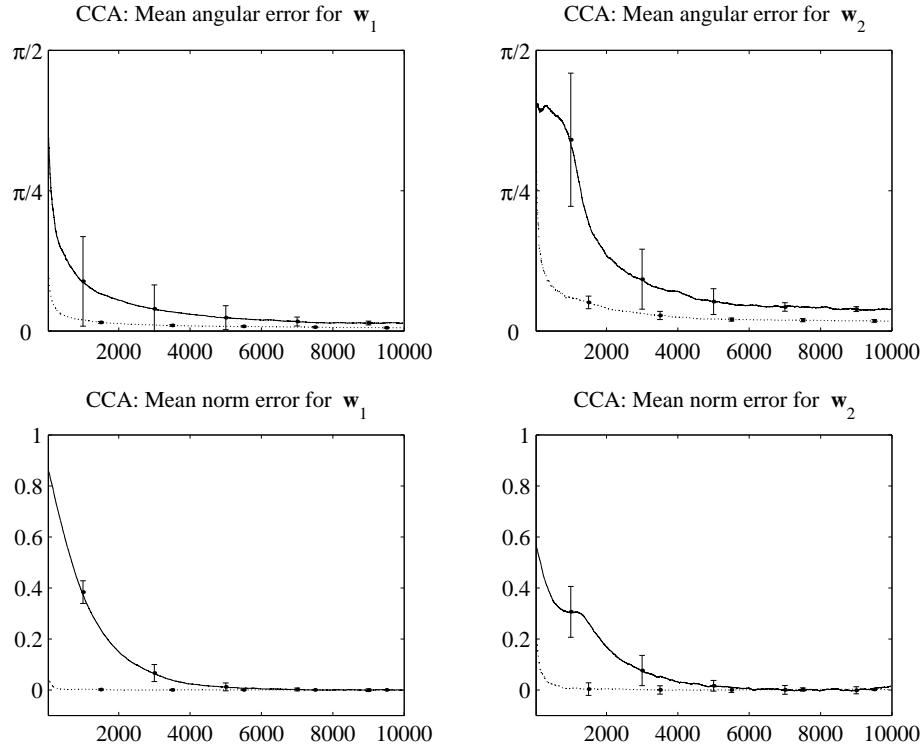 CCA: Mean angular error for w₁
π/2
π/4
0
2000 4000 6000 8000 10000
CCA: Mean angular error for w₂
π/2
π/4
0
2000 4000 6000 8000 10000
CCA: Mean norm error for w₁
1
0.8
0.6
0.4
0.2
0
2000 4000 6000 8000 10000
CCA: Mean norm error for w₂
1
0.8
0.6
0.4
0.2
0
2000 4000 6000 8000 10000